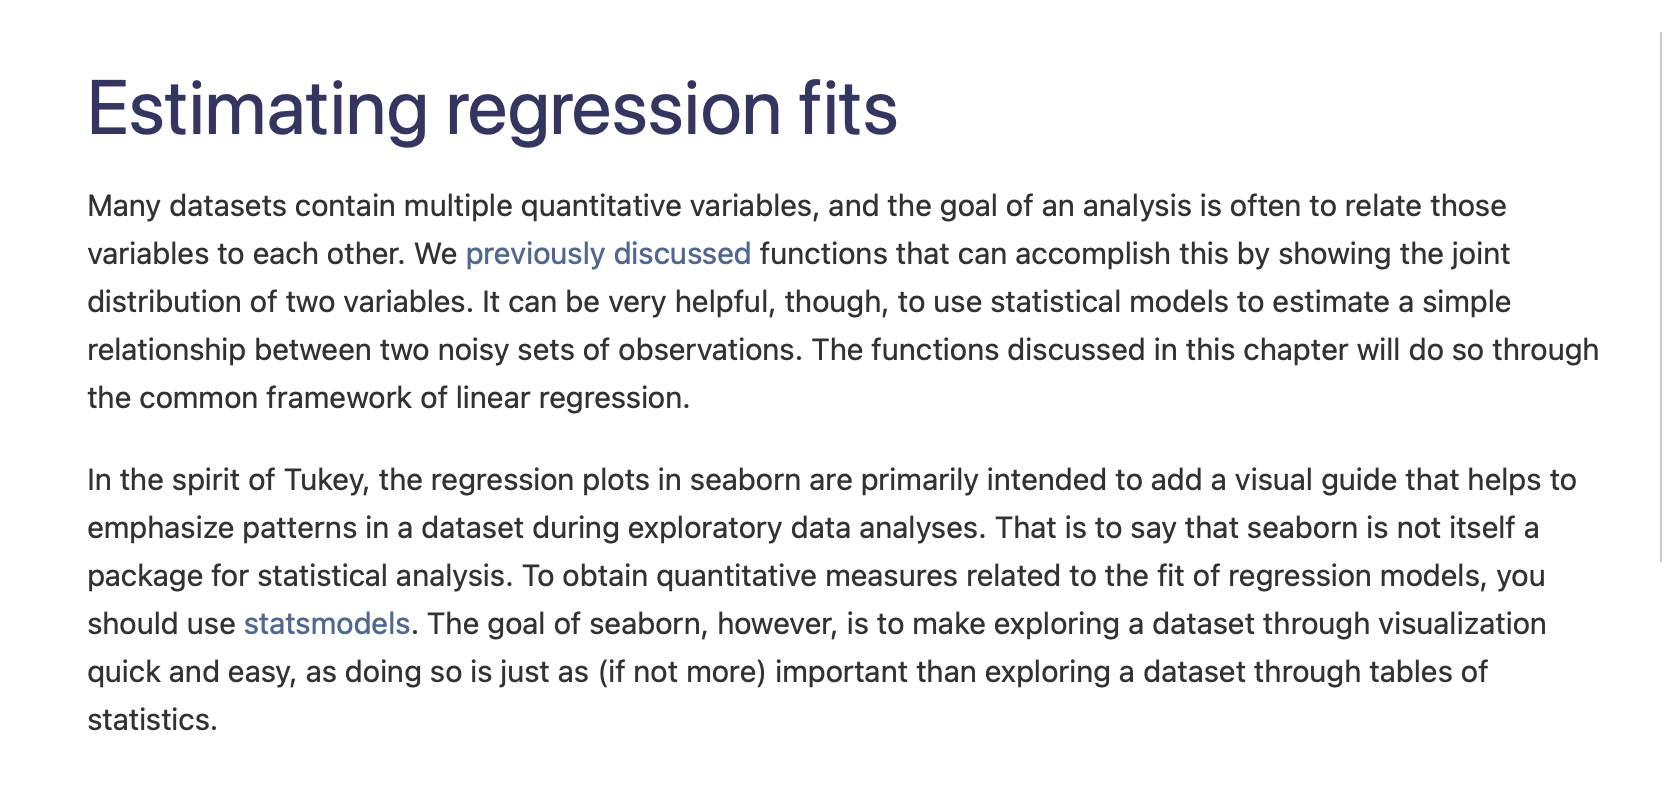 Estimating regression fits
Many datasets contain multiple quantitative variables, and the goal of an analysis is often to relate those
variables to each other. We previously discussed functions that can accomplish this by showing the joint
distribution of two variables. It can be very helpful, though, to use statistical models to estimate a simple
relationship between two noisy sets of observations. The functions discussed in this chapter will do so through
the common framework of linear regression.
In the spirit of Tukey, the regression plots in seaborn are primarily intended to add a visual guide that helps to
emphasize patterns in a dataset during exploratory data analyses. That is to say that seaborn is not itself a
package for statistical analysis. To obtain quantitative measures related to the fit of regression models, you
should use statsmodels. The goal of seaborn, however, is to make exploring a dataset through visualization
quick and easy, as doing so is just as (if not more) important than exploring a dataset through tables of
statistics.